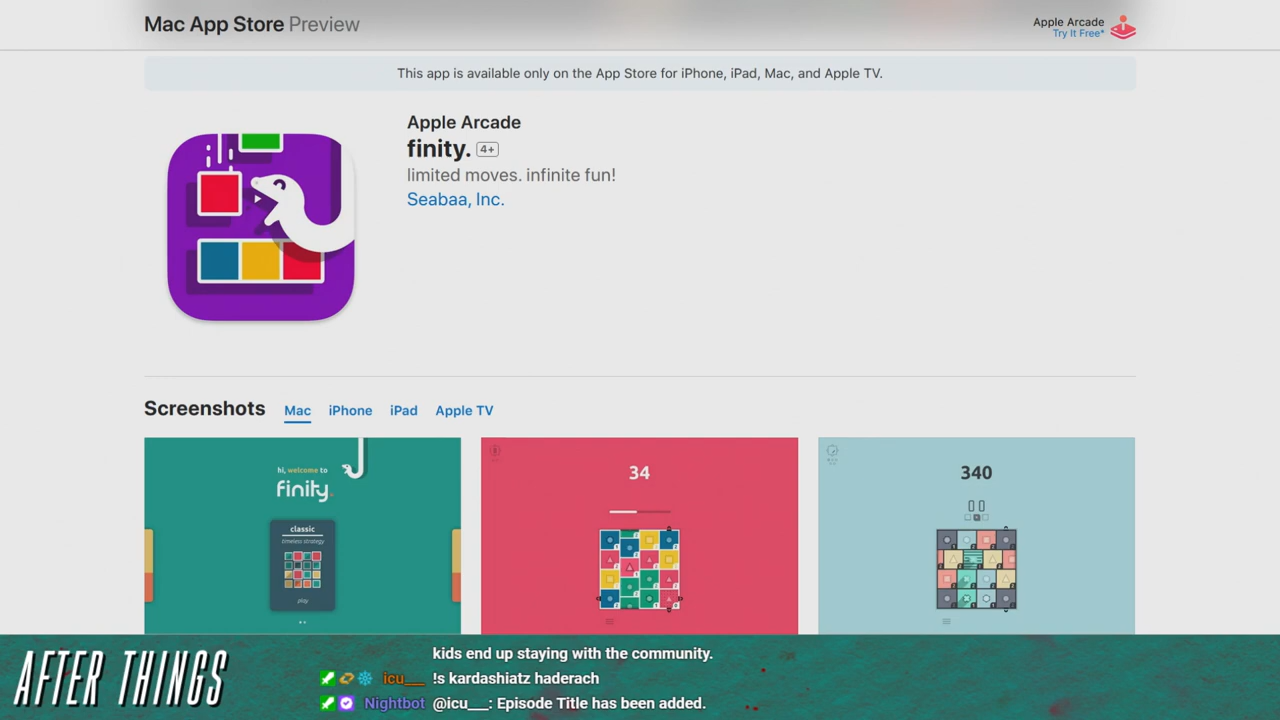 Mac App Store Preview
Apple Arcade
Try It Free*
This app is available only on the App Store for iPhone, iPad, Mac, and Apple TV.
Apple Arcade
finity. 4+
limited moves. infinite fun!
Seabaa, Inc.
Screenshots Mac iPhone iPad Apple TV
hi, welcome to
finity.
classic
timeless strategy
play
34
340
kids end up staying with the community.
icu__ !s kardashiatz haderach
Nightbot @icu__: Episode Title has been added.
AFTER THINGS